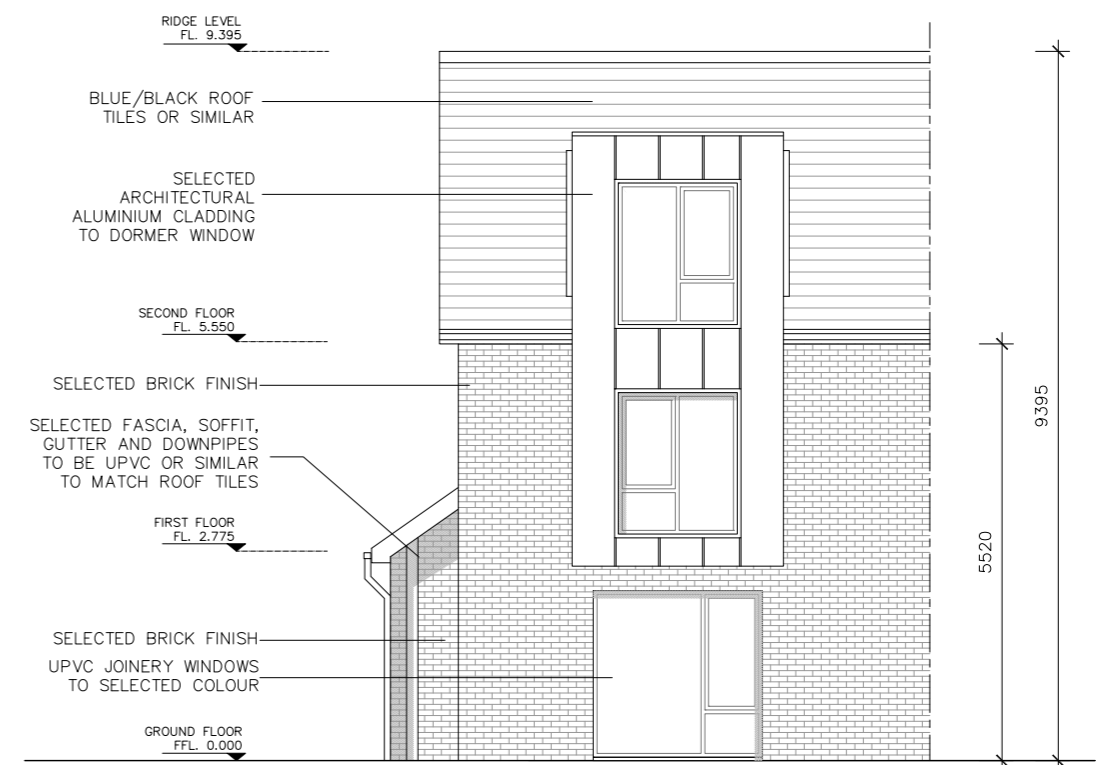 RIDGE LEVEL
FL. 9.395
BLUE/BLACK ROOF
TILES OR SIMILAR
SELECTED
ARCHITECTURAL
ALUMINIUM CLADDING
TO DORMER WINDOW
SECOND FLOOR
FL. 5.550
SELECTED BRICK FINISH
SELECTED FASCIA, SOFFIT,
GUTTER AND DOWNPIPES
TO BE UPVC OR SIMILAR
TO MATCH ROOF TILES
FIRST FLOOR
FL. 2.775
SELECTED BRICK FINISH
UPVC JOINERY WINDOWS
TO SELECTED COLOUR
GROUND FLOOR
FFL. 0.000
5520
9395